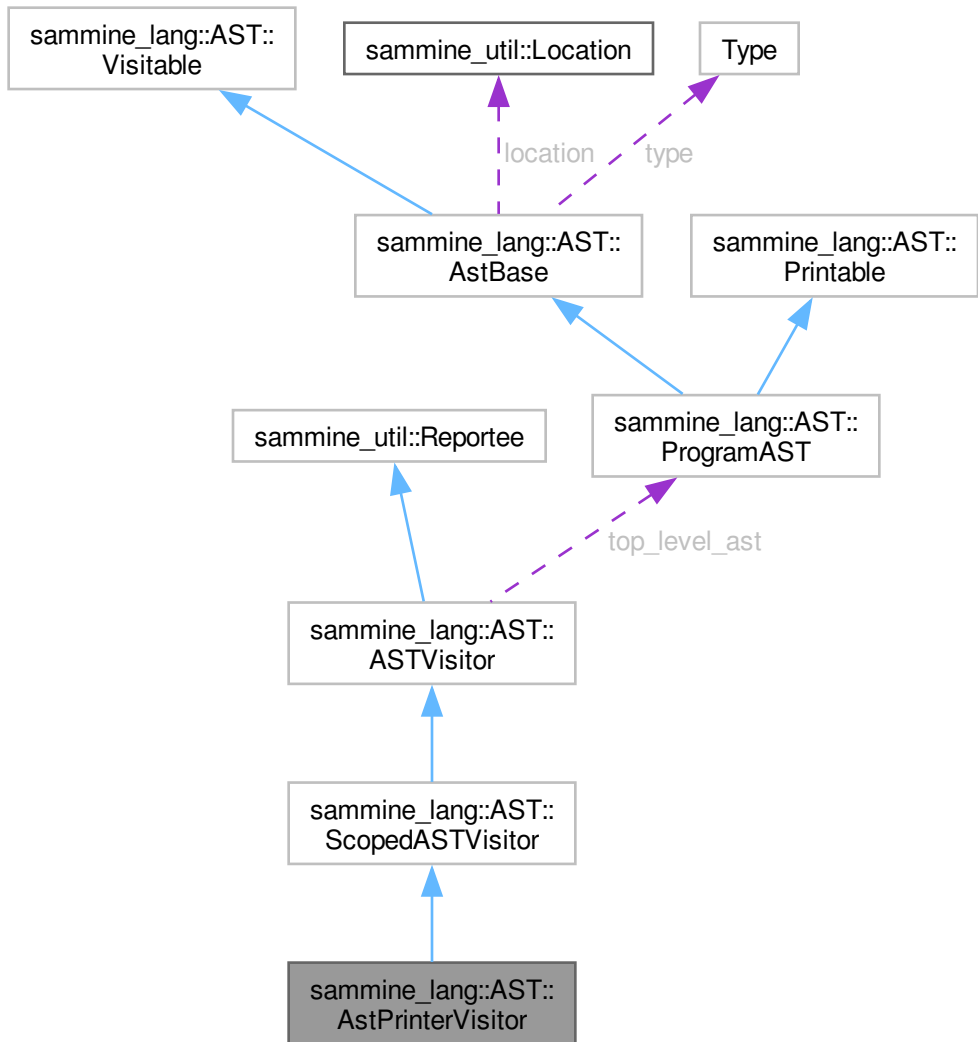 sammine_lang::AST::
Visitable
sammine_util::Location
Type
location
type
sammine_lang::AST::
AstBase
sammine_lang::AST::
Printable
sammine_util::Reportee
sammine_lang::AST::
ProgramAST
top_level_ast
sammine_lang::AST::
ASTVisitor
sammine_lang::AST::
ScopedASTVisitor
sammine_lang::AST::
AstPrinterVisitor